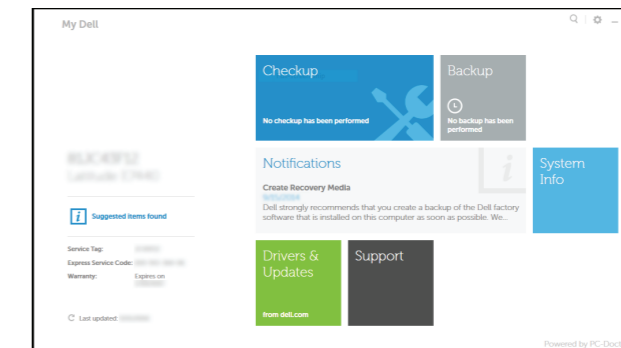 My Dell
Checkup
No checkup has been performed
Backup
No backup has been
performed
Notifications
Create Recovery Media
Dell strongly recommends that you create a backup of the Dell factory
software that is installed on this computer as soon as possible. We...
System
Info
Suggested items found
Service Tag:
Express Service Code:
Warranty: Expires on
Last updated:
Drivers &
Updates
from dell.com
Support
Powered by PC-Doct